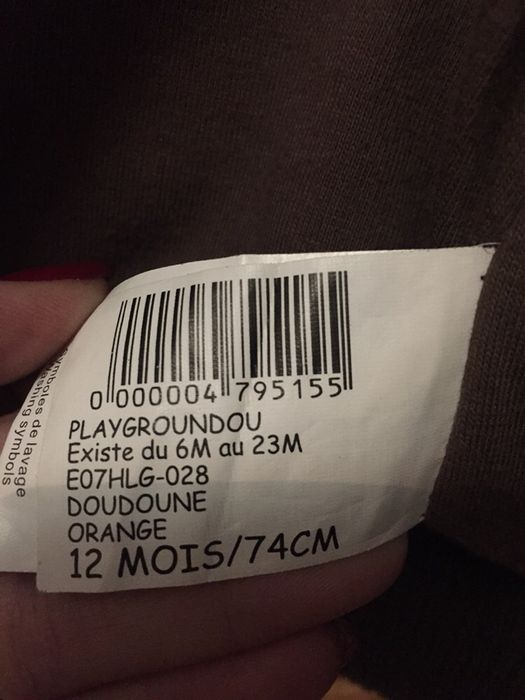 0 000004 795155
PLAYGROUNDOU
Existe du 6M au 23M
E07HLG-028
DOUDOUNE
ORANGE
12 MOIS/74CM
symboles de lavage
symbols